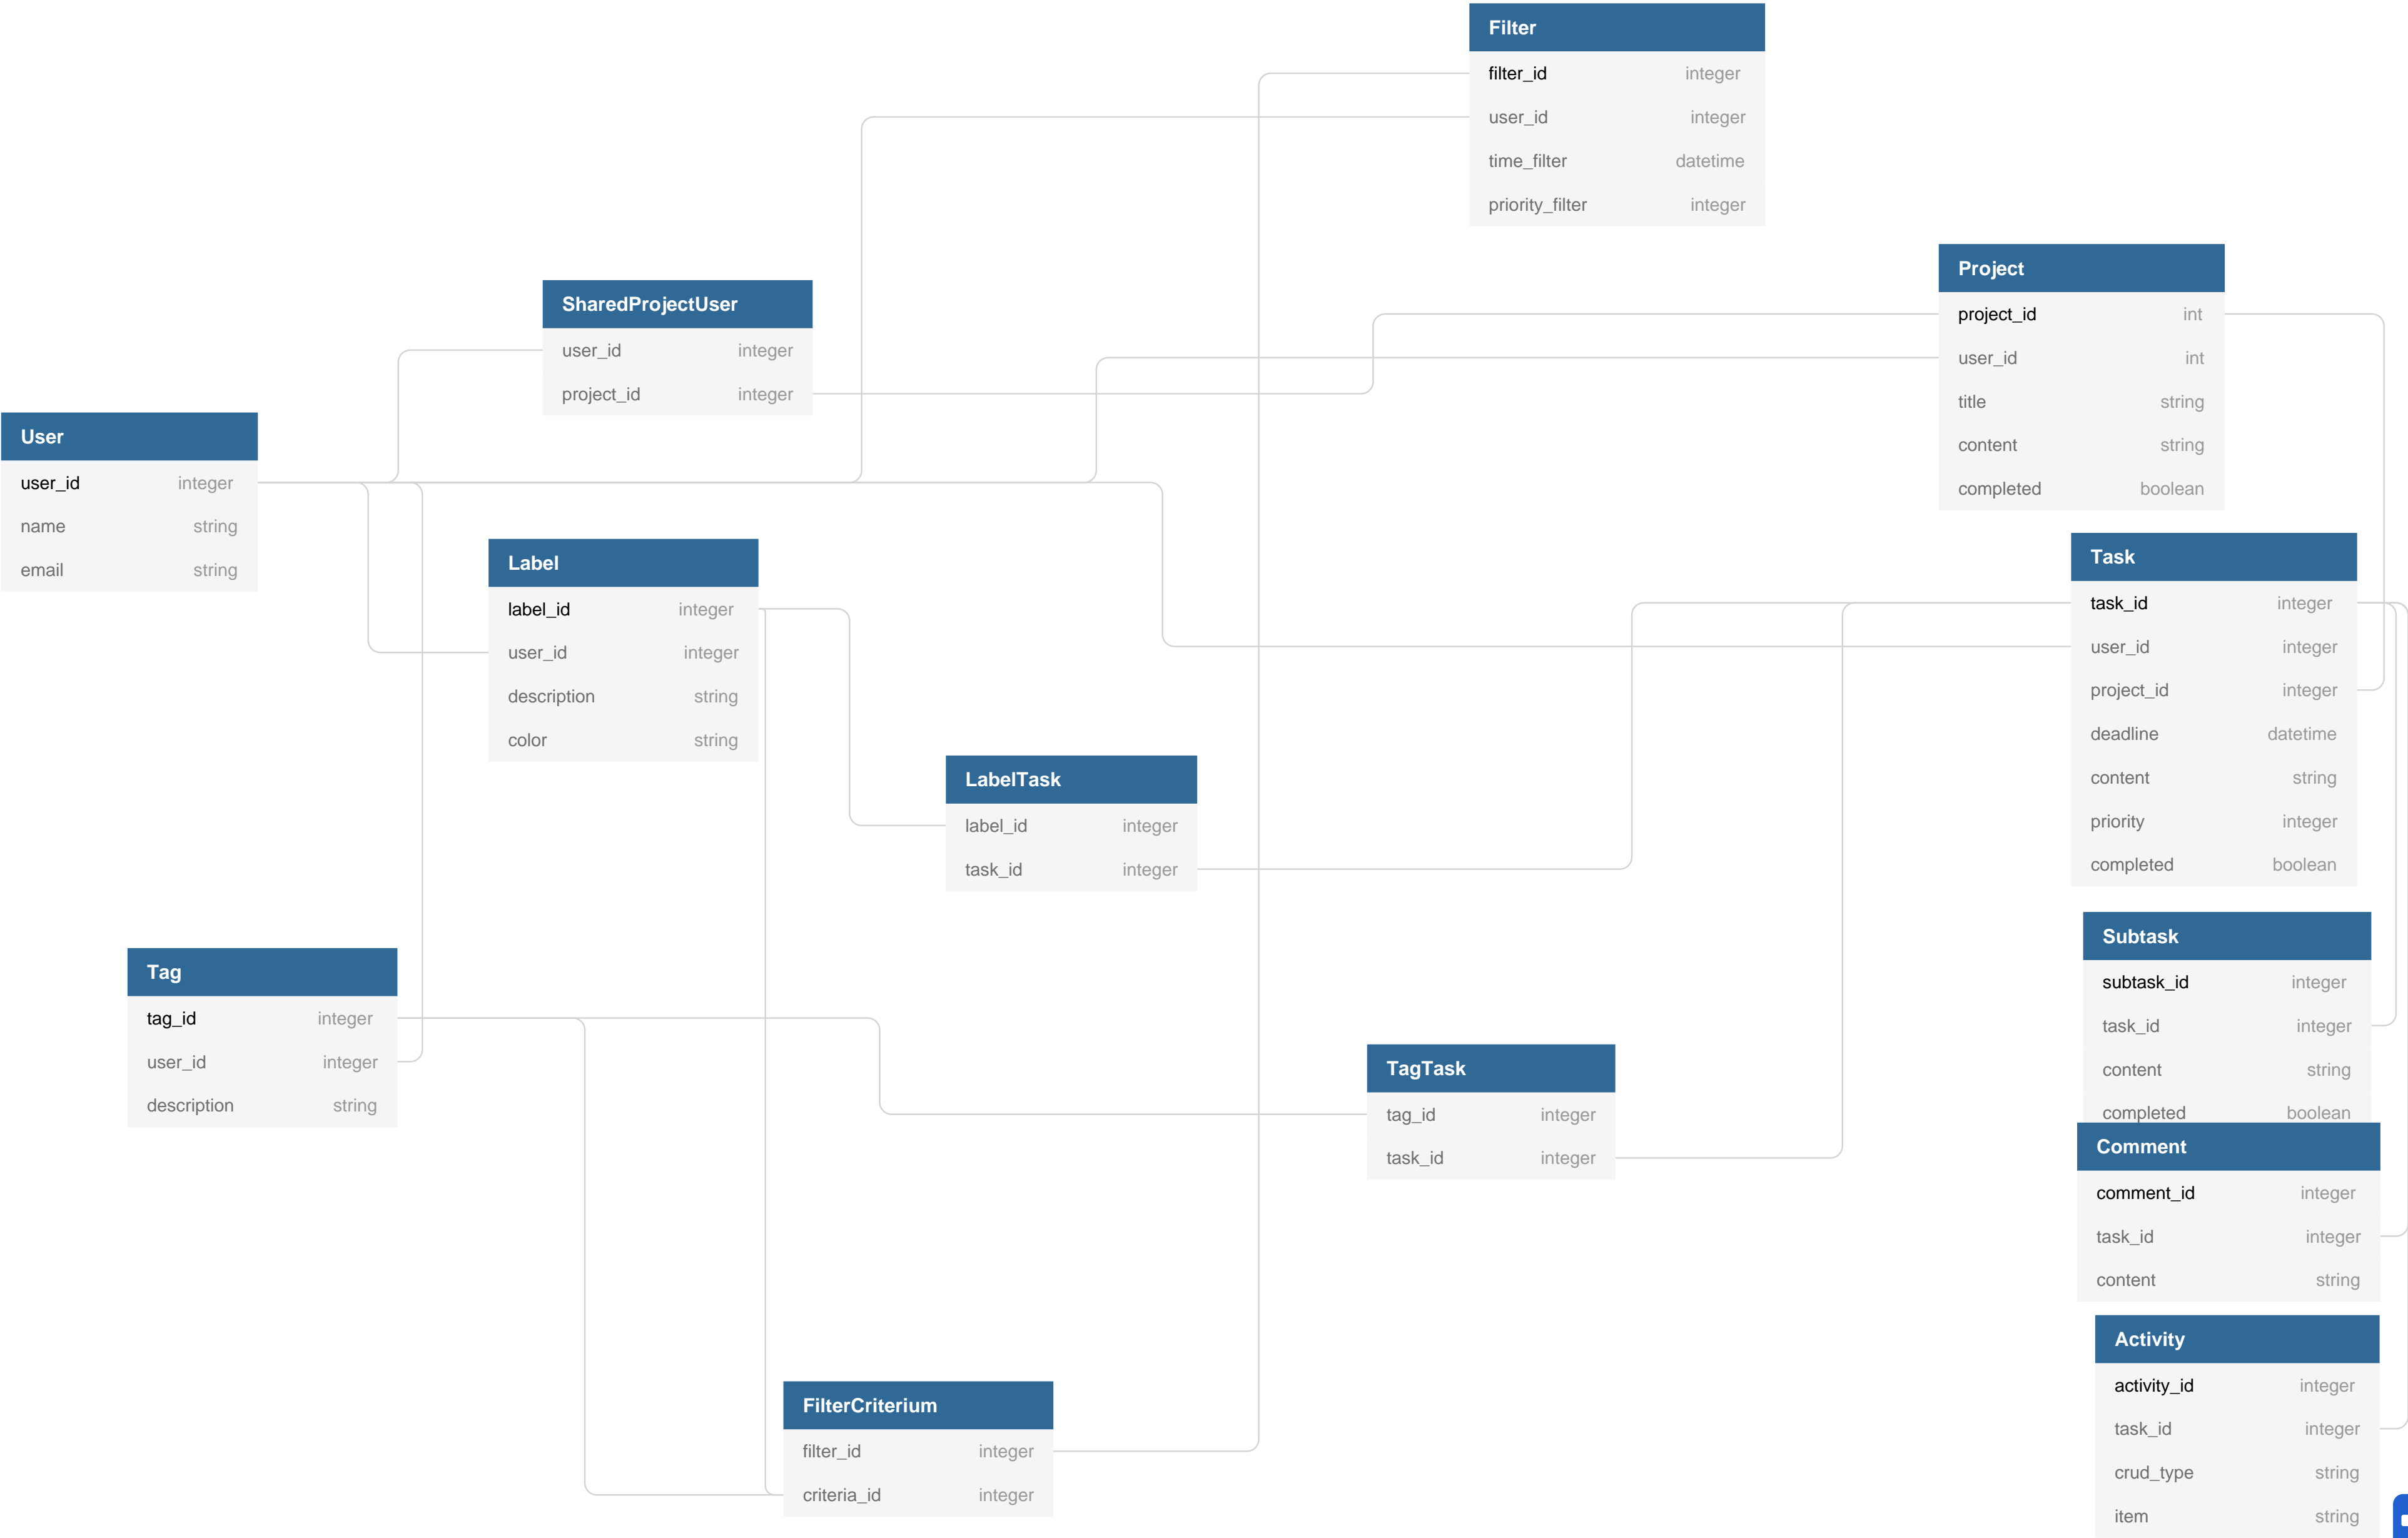 Filter
filter_id integer
user_id integer
time_filter datetime
priority_filter integer
Project
project_id int
user_id int
title string
content string
completed boolean
SharedProjectUser
user_id integer
project_id integer
User
user_id integer
name string
email string
Label
label_id integer
user_id integer
description string
color string
Task
task_id integer
user_id integer
project_id integer
deadline datetime
content string
priority integer
completed boolean
LabelTask
label_id integer
task_id integer
Subtask
subtask_id integer
task_id integer
content string
completed boolean
Tag
tag_id integer
user_id integer
description string
TagTask
tag_id integer
task_id integer
Comment
comment_id integer
task_id integer
content string
Activity
activity_id integer
task_id integer
crud_type string
item string
FilterCriterium
filter_id integer
criteria_id integer